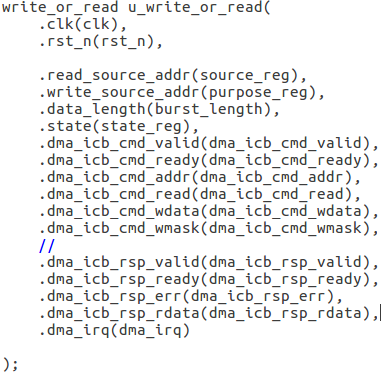 write_or_read u_write_or_read(
    .clk(clk),
    .rst_n(rst_n),

    .read_source_addr(source_reg),
    .write_source_addr(purpose_reg),
    .data_length(burst_length),
    .state(state_reg),
    .dma_icb_cmd_valid(dma_icb_cmd_valid),
    .dma_icb_cmd_ready(dma_icb_cmd_ready),
    .dma_icb_cmd_addr(dma_icb_cmd_addr),
    .dma_icb_cmd_read(dma_icb_cmd_read),
    .dma_icb_cmd_wdata(dma_icb_cmd_wdata),
    .dma_icb_cmd_wmask(dma_icb_cmd_wmask),
    //
    .dma_icb_rsp_valid(dma_icb_rsp_valid),
    .dma_icb_rsp_ready(dma_icb_rsp_ready),
    .dma_icb_rsp_err(dma_icb_rsp_err),
    .dma_icb_rsp_rdata(dma_icb_rsp_rdata),
    .dma_irq(dma_irq)

);